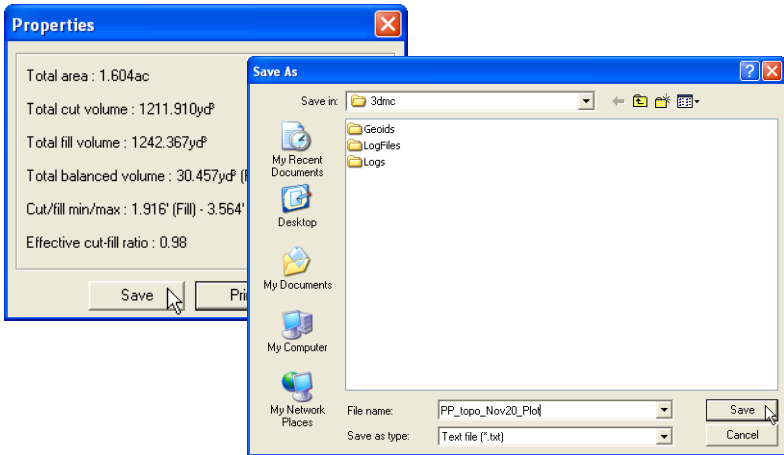 Properties
Total area : 1.604ac
Total cut volume : 1211.910yd³
Total fill volume : 1242.367yd³
Total balanced volume : 30.457yd³ (
Cut/fill min/max : 1.916' (Fill) - 3.564'
Effective cut-fill ratio : 0.98
Save
Save As
Save in:
3dmc
Geoids
LogFiles
Logs
My Recent
Documents
Desktop
My Documents
My Computer
My Network
Places
File name:
PP_topo_Nov20_Plot
Save
Save as type:
Text file (*.txt)
Cancel